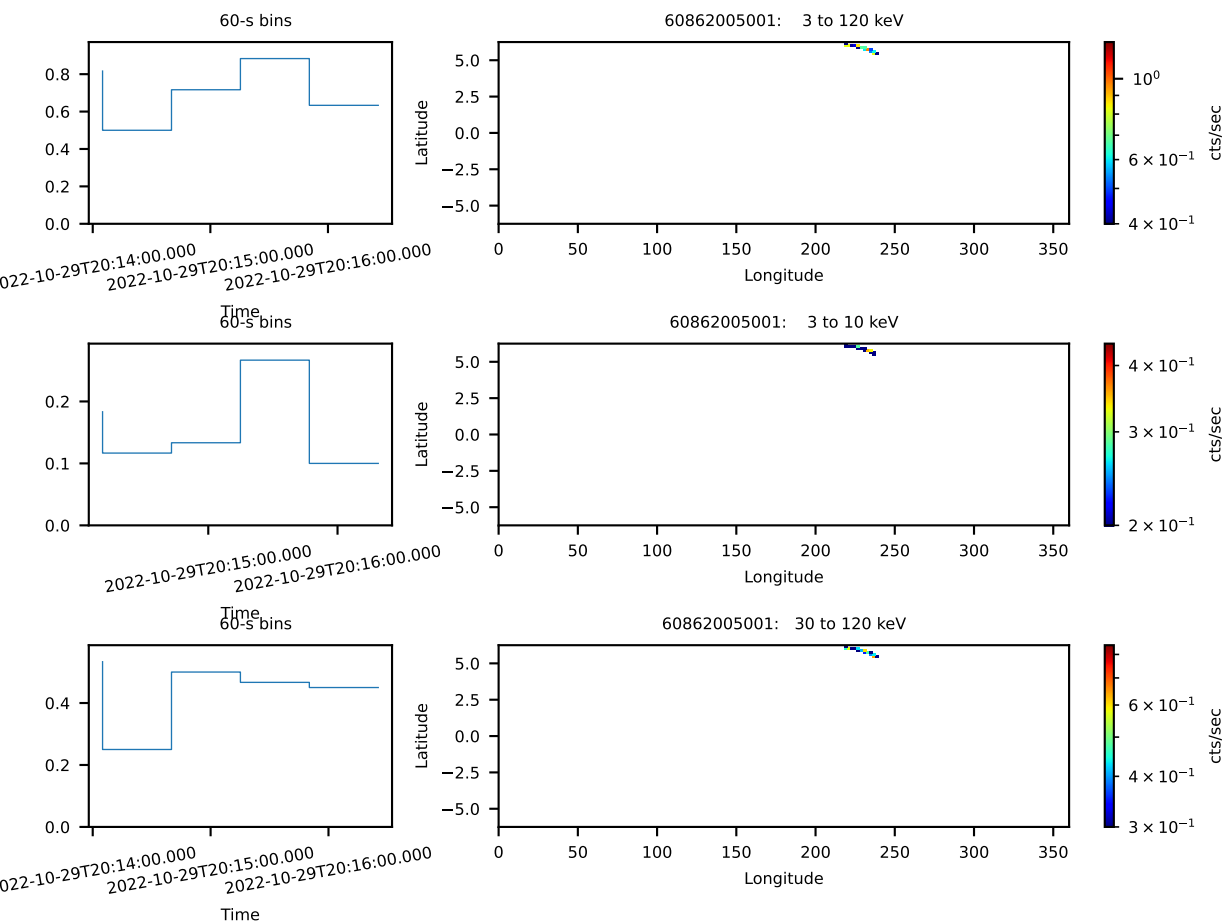 60-s bins
60862005001: 3 to 120 keV
0.8
0.6
0.4
0.2
0.0
022-10-29T20:14:00.000
2022-10-29T20:15:00.000
2022-10-29T20:16:00.000
Time
Latitude
5.0
2.5
0.0
−2.5
−5.0
0 50 100 150 200 250 300 350
Longitude
10⁰
6 × 10⁻¹
4 × 10⁻¹
cts/sec
60-s bins
60862005001: 3 to 10 keV
0.2
0.1
0.0
2022-10-29T20:15:00.000
2022-10-29T20:16:00.000
Time
Latitude
5.0
2.5
0.0
−2.5
−5.0
0 50 100 150 200 250 300 350
Longitude
4 × 10⁻¹
3 × 10⁻¹
2 × 10⁻¹
cts/sec
60-s bins
60862005001: 30 to 120 keV
0.4
0.2
0.0
022-10-29T20:14:00.000
2022-10-29T20:15:00.000
2022-10-29T20:16:00.000
Time
Latitude
5.0
2.5
0.0
−2.5
−5.0
0 50 100 150 200 250 300 350
Longitude
6 × 10⁻¹
4 × 10⁻¹
3 × 10⁻¹
cts/sec